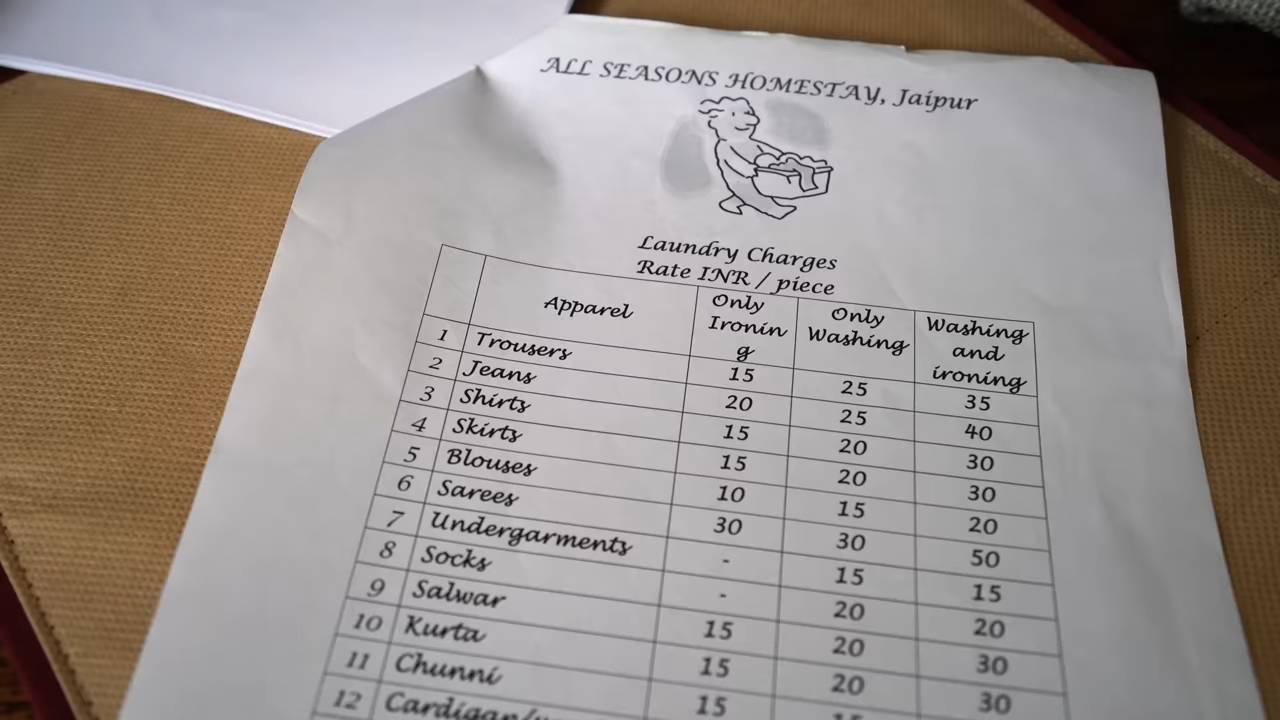 ALL SEASONS HOMESTAY, Jaipur
Laundry Charges
Rate INR / piece
Apparel Only Ironing Only Washing Washing and ironing
1 Trousers 15 25 35
2 Jeans 20 25 40
3 Shirts 15 20 30
4 Skirts 15 20 30
5 Blouses 10 15 20
6 Sarees 30 30 50
7 Undergarments - 15 15
8 Socks - 20 20
9 Salwar 15 20 30
10 Kurta 15 20 30
11 Chunni 15
12 Cardigan/